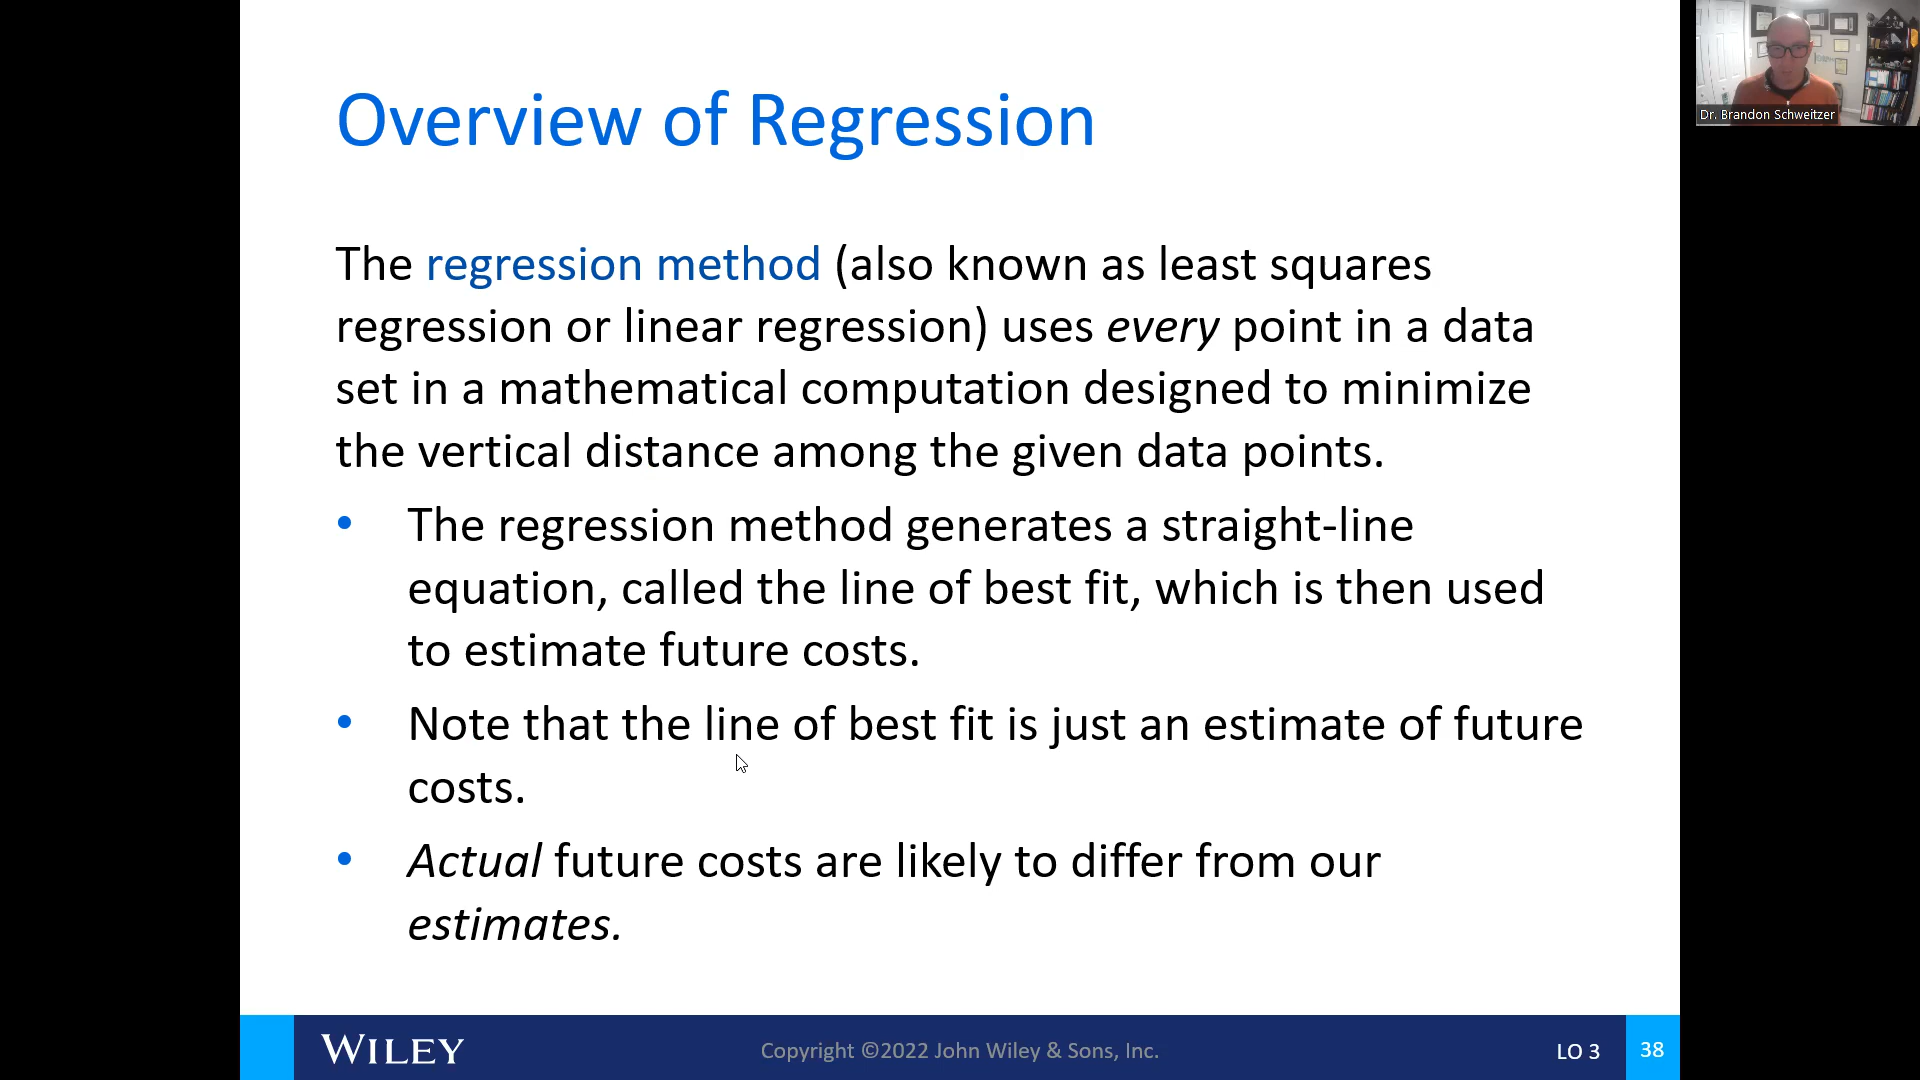 Overview of Regression
The regression method (also known as least squares
regression or linear regression) uses every point in a data
set in a mathematical computation designed to minimize
the vertical distance among the given data points.
• The regression method generates a straight-line
equation, called the line of best fit, which is then used
to estimate future costs.
• Note that the line of best fit is just an estimate of future
costs.
• Actual future costs are likely to differ from our
estimates.
WILEY
Copyright ©2022 John Wiley & Sons, Inc.
LO 3
38
Dr. Brandon Schweitzer